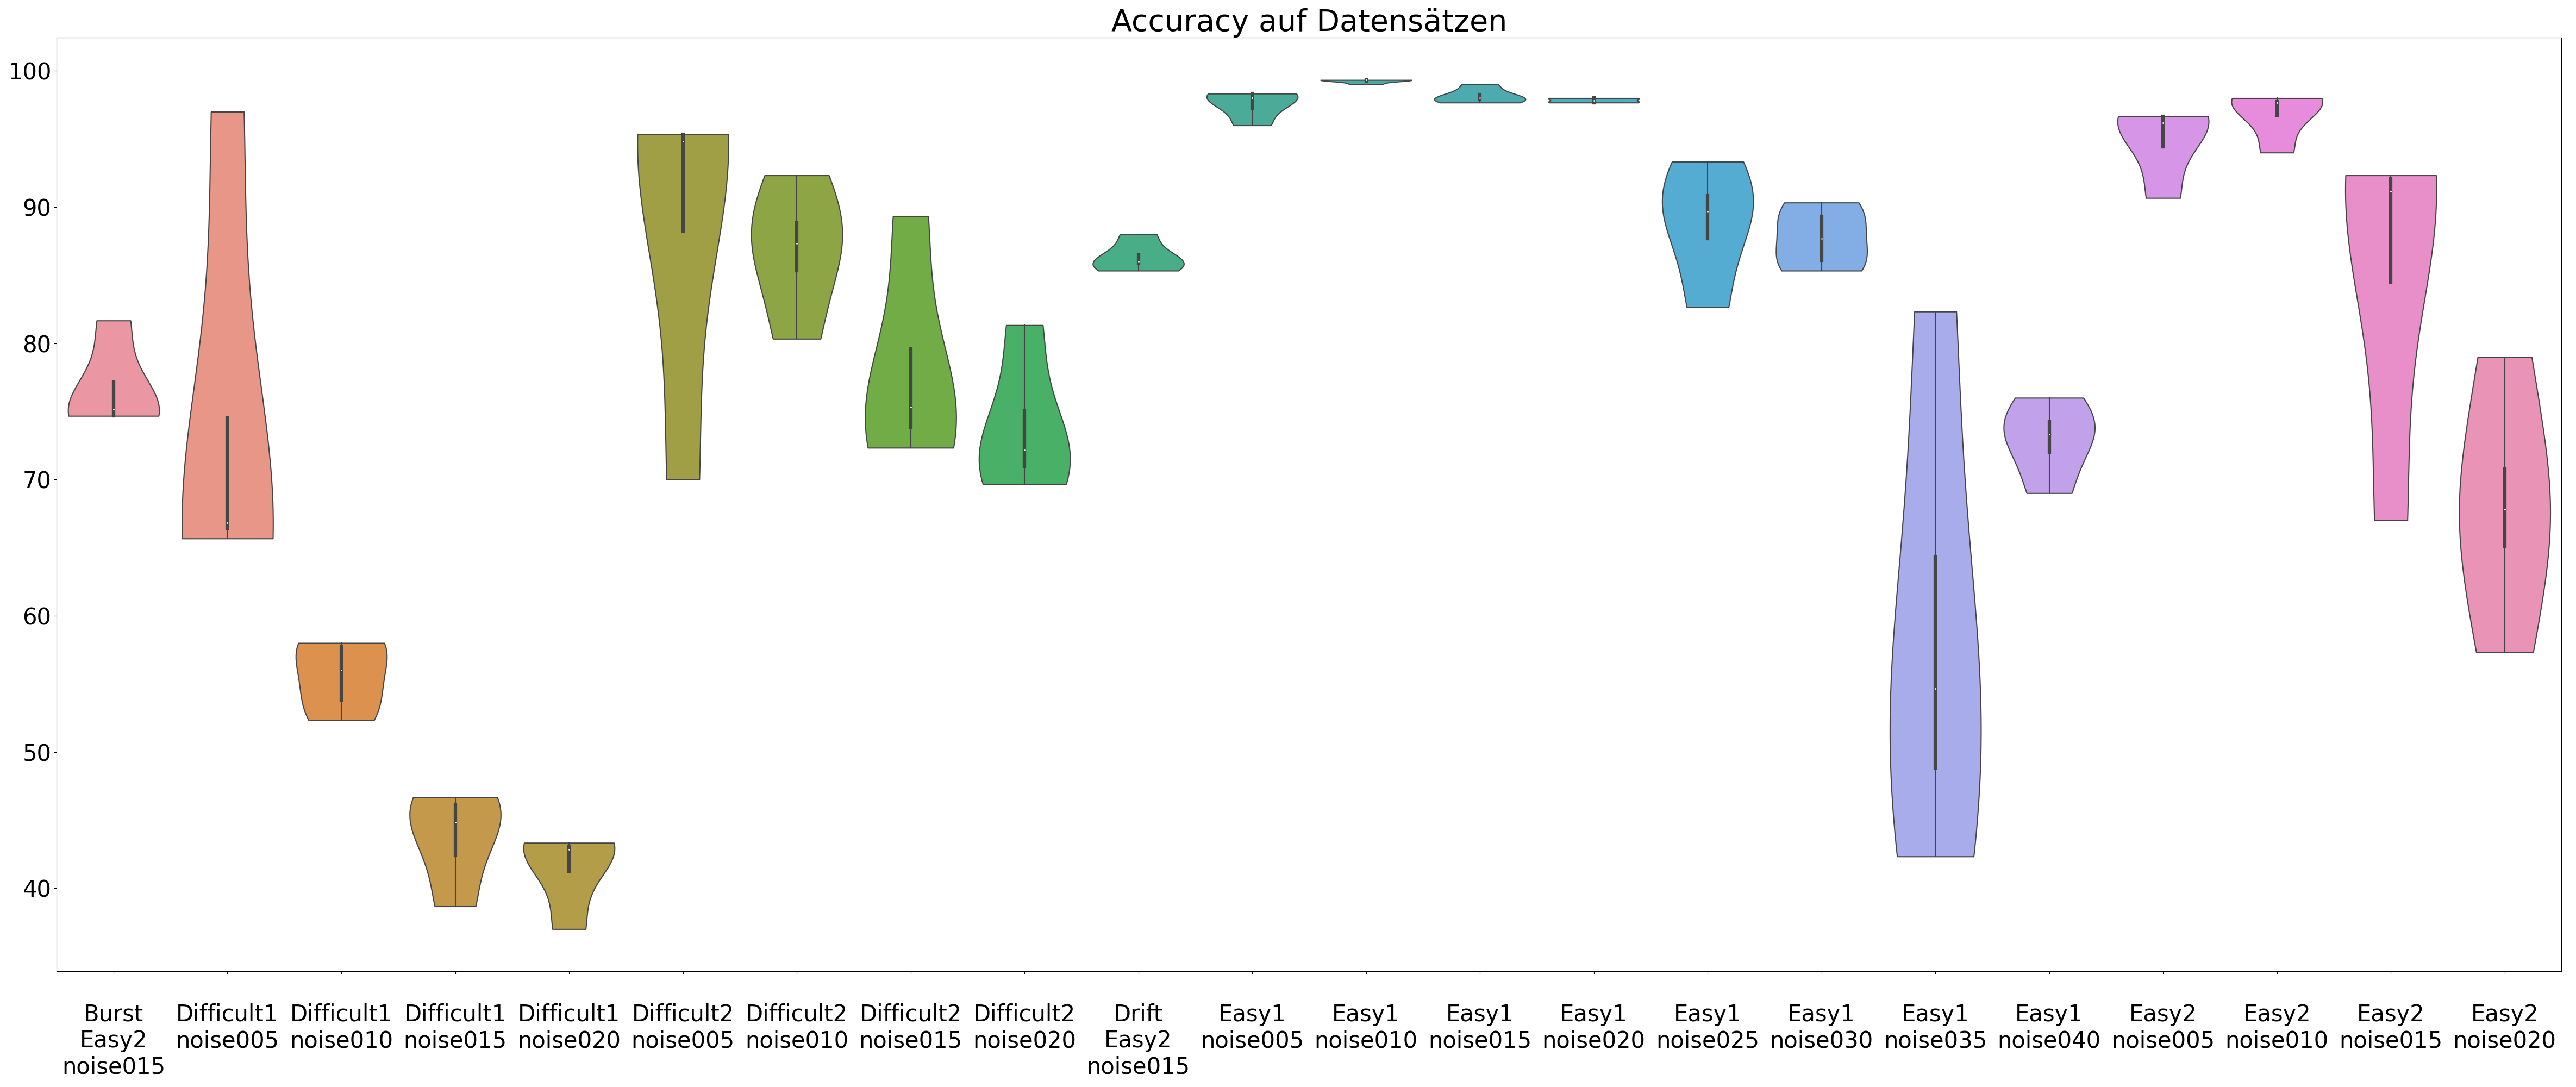 Accuracy auf Datensätzen
100
90
80
70
60
50
40
Burst
Easy2
noise015
Difficult1
noise005
Difficult1
noise010
Difficult1
noise015
Difficult1
noise020
Difficult2
noise005
Difficult2
noise010
Difficult2
noise015
Difficult2
noise020
Drift
Easy2
noise015
Easy1
noise005
Easy1
noise010
Easy1
noise015
Easy1
noise020
Easy1
noise025
Easy1
noise030
Easy1
noise035
Easy1
noise040
Easy2
noise005
Easy2
noise010
Easy2
noise015
Easy2
noise020